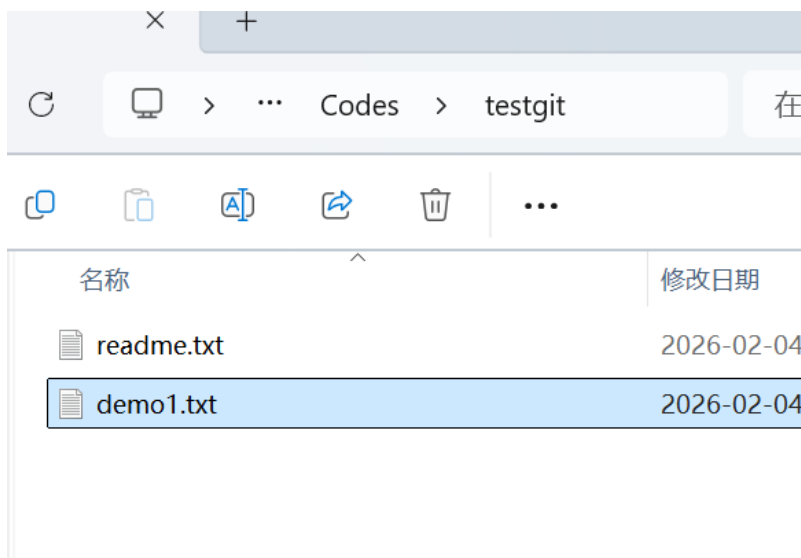 ··· Codes > testgit 在
···
名称 修改日期
readme.txt 2026-02-04
demo1.txt 2026-02-04